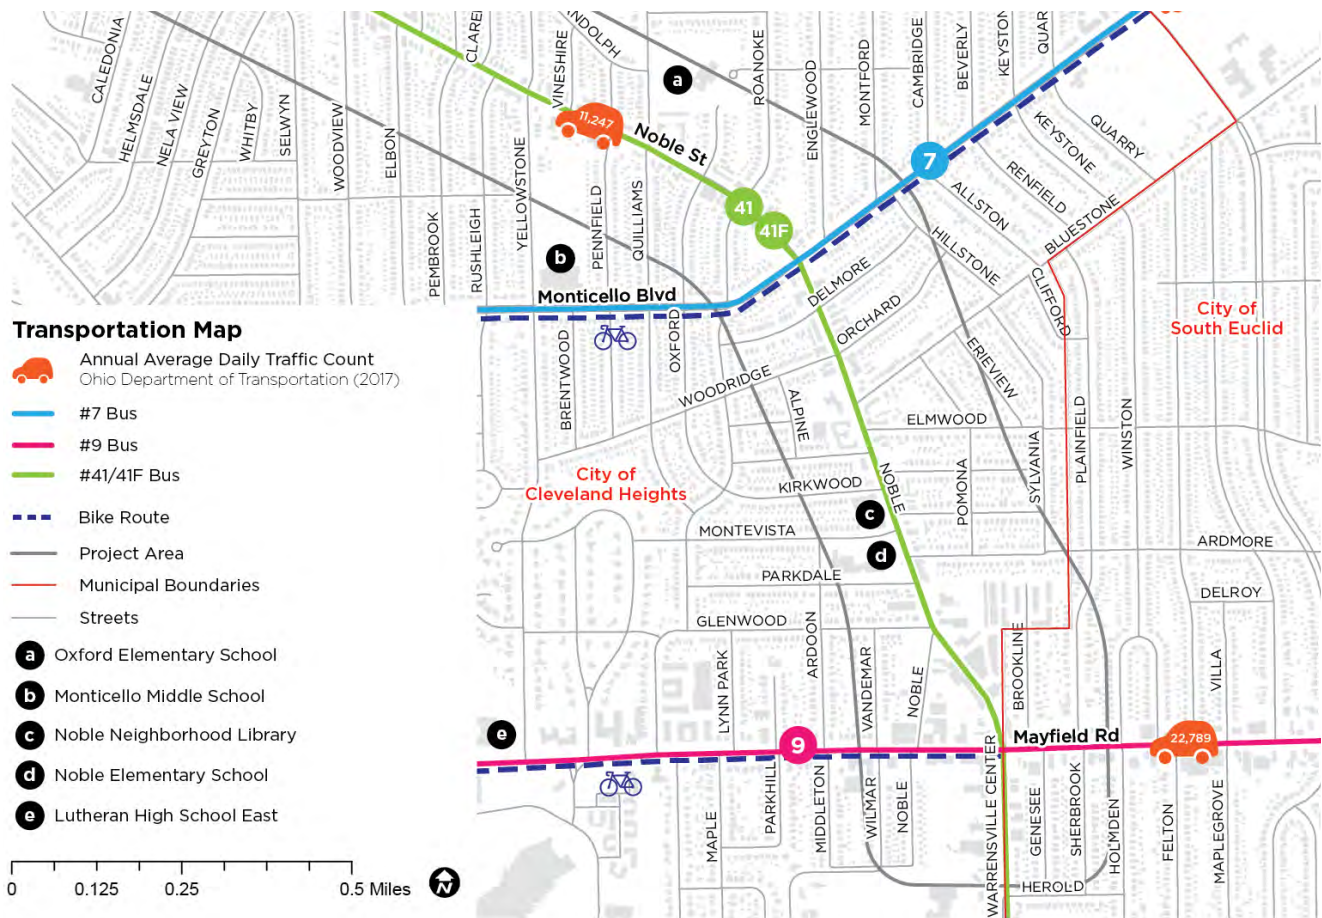 CALEDONIA
HELMSDALE
NELA VIEW
GREYTON
WHITBY
SELWYN
WOODVIEW
ELBON
PEMBROOK
RUSHLEIGH
YELLOWSTONE
VINESHIRE
PENNFIELD
QUILLIAMS
ROANOKE
ENGLEWOOD
MONTFORD
CAMBRIDGE
BEVERLY
QUARRY
KEYSTONE
RENFIELD
ALLSTON
BLUESTONE
HILLSTONE
CLIFFORD
a
11,247
Noble St
41
41F
7
b
Monticello Blvd
DELMORE
ORCHARD
City of
South Euclid
ERIEVIEW
BRENTWOOD
OXFORD
WOODRIDGE
ALPINE
ELMWOOD
PLAINFIELD
WINSTON
SYLVANIA
POMONA
NOBLE
City of
Cleveland Heights
KIRKWOOD
c
MONTEVISTA
d
ARDMORE
PARKDALE
DELROY
GLENWOOD
LYNN PARK
ARDOON
VANDEMAR
NOBLE
BROOKLINE
VILLA
e
9
Mayfield Rd
22,789
MAPLE
PARKHILL
MIDDLETON
WILMAR
NOBLE
WARRENSVILLE CENTER
GENESEE
SHERBROOK
HOLMDEN
FELTON
MAPLEGROVE
HEROLD
Transportation Map
Annual Average Daily Traffic Count
Ohio Department of Transportation (2017)
#7 Bus
#9 Bus
#41/41F Bus
Bike Route
Project Area
Municipal Boundaries
Streets
a Oxford Elementary School
b Monticello Middle School
c Noble Neighborhood Library
d Noble Elementary School
e Lutheran High School East
0 0.125 0.25 0.5 Miles
N